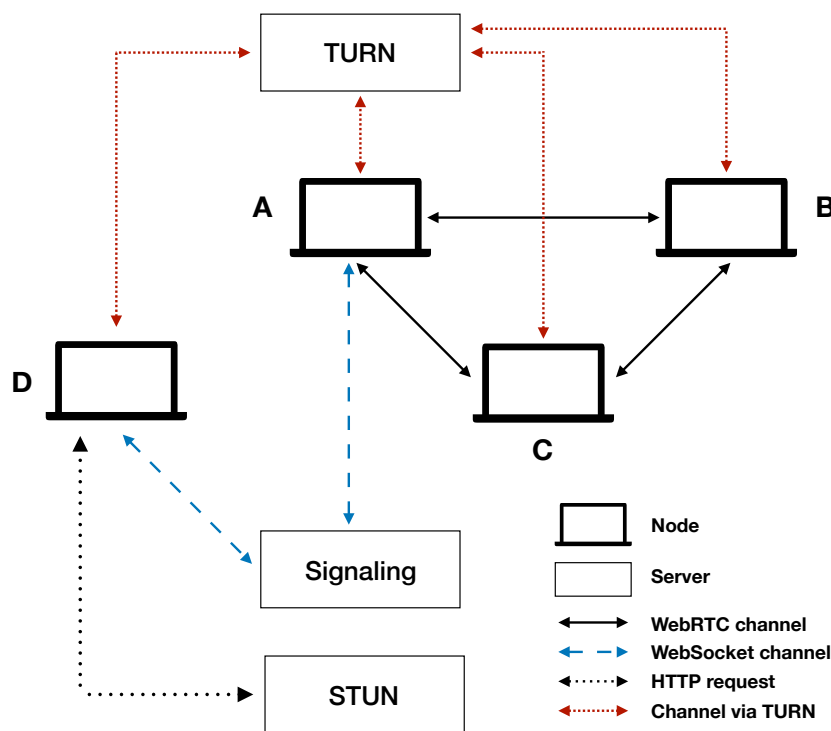 TURN
A
B
D
C
Signaling
STUN
Node
Server
WebRTC channel
WebSocket channel
HTTP request
Channel via TURN